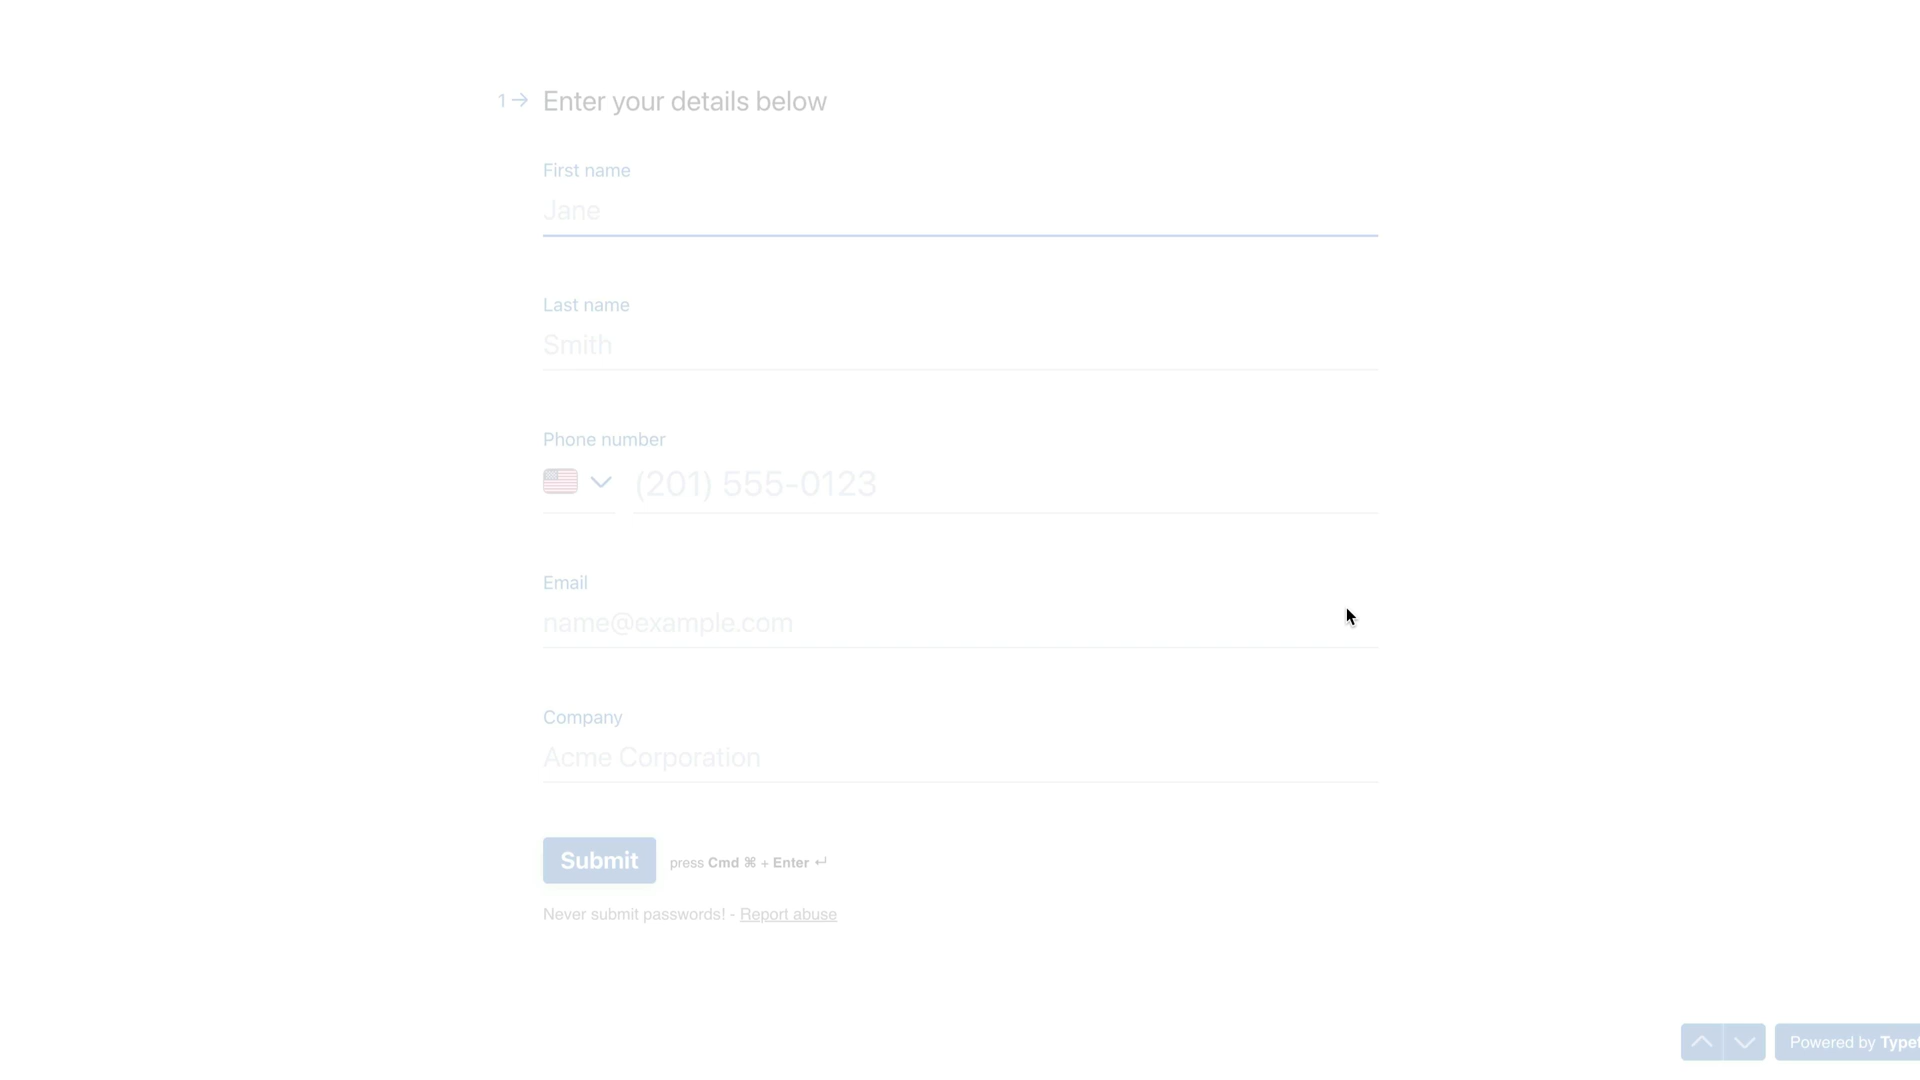 1 → Enter your details below
First name
Jane
Last name
Smith
Phone number
(201) 555-0123
Email
name@example.com
Company
Acme Corporation
Submit press Cmd ⌘ + Enter ↵
Never submit passwords! - Report abuse
Powered by